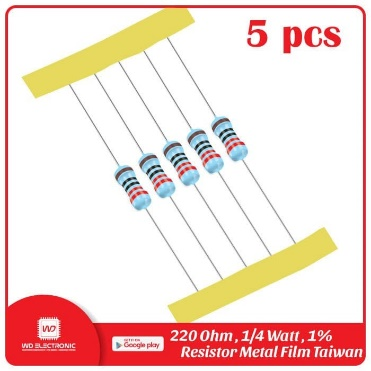 5 pcs
WD
WD ELECTRONIC
GET IT ON
Google play
220 Ohm , 1/4 Watt , 1%
Resistor Metal Film Taiwan